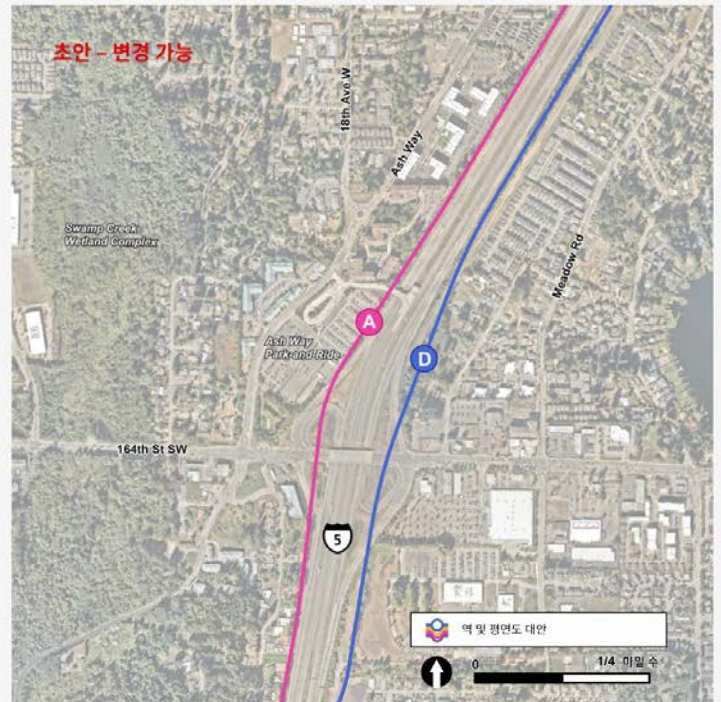 초안 – 변경 가능
18th Ave W
Ash Way
Swamp Creek
Wetland Complex
Meadow Rd
A
Ash Way
Park-and-Ride
D
164th St SW
5
역 및 평면도 대안
0 1/4 마일 수